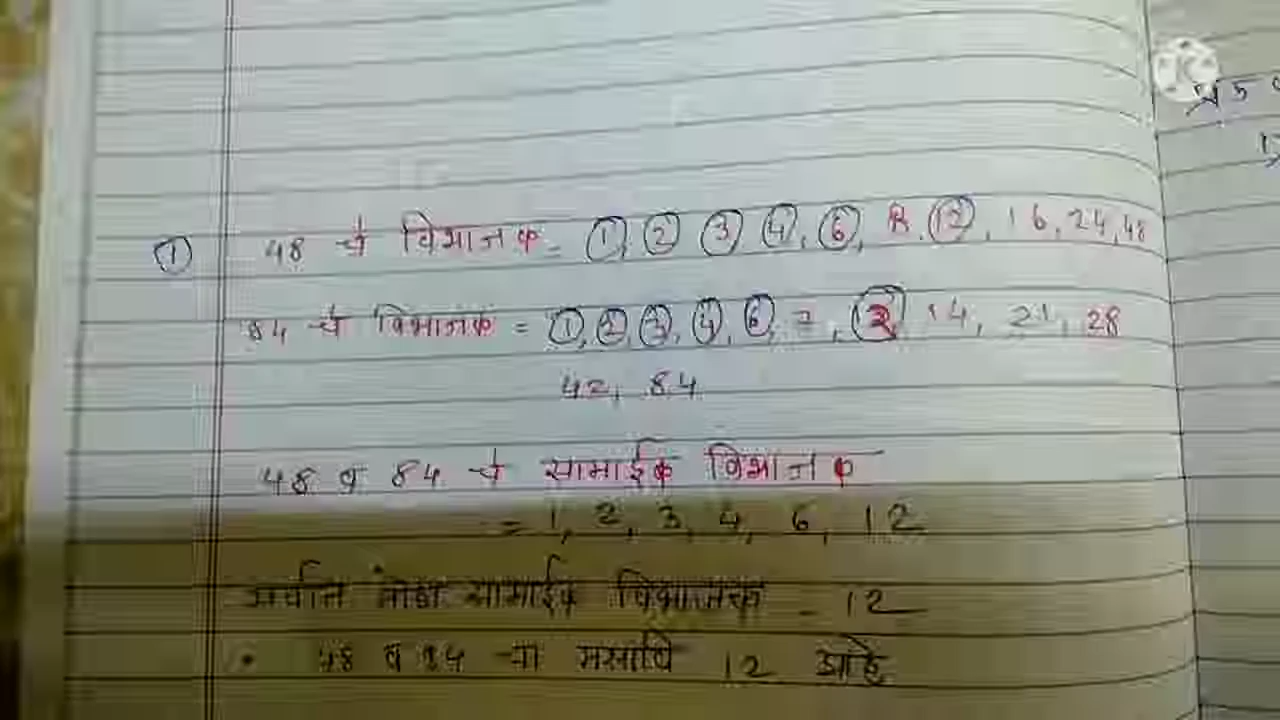 ① 48 चे विभाजक = ①, ②, ③, ④, ⑥, 8, ⑫, 16, 24, 48
84 चे विभाजक = ①, ②, ③, ④, ⑥, 7, ⑫, 14, 21, 28
42, 84
48 व 84 चे सामाईक विभाजक
= 1, 2, 3, 4, 6, 12
सर्वात मोठा सामाईक विभाजक = 12
• 48 व 84 चा मसावि 12 आहे